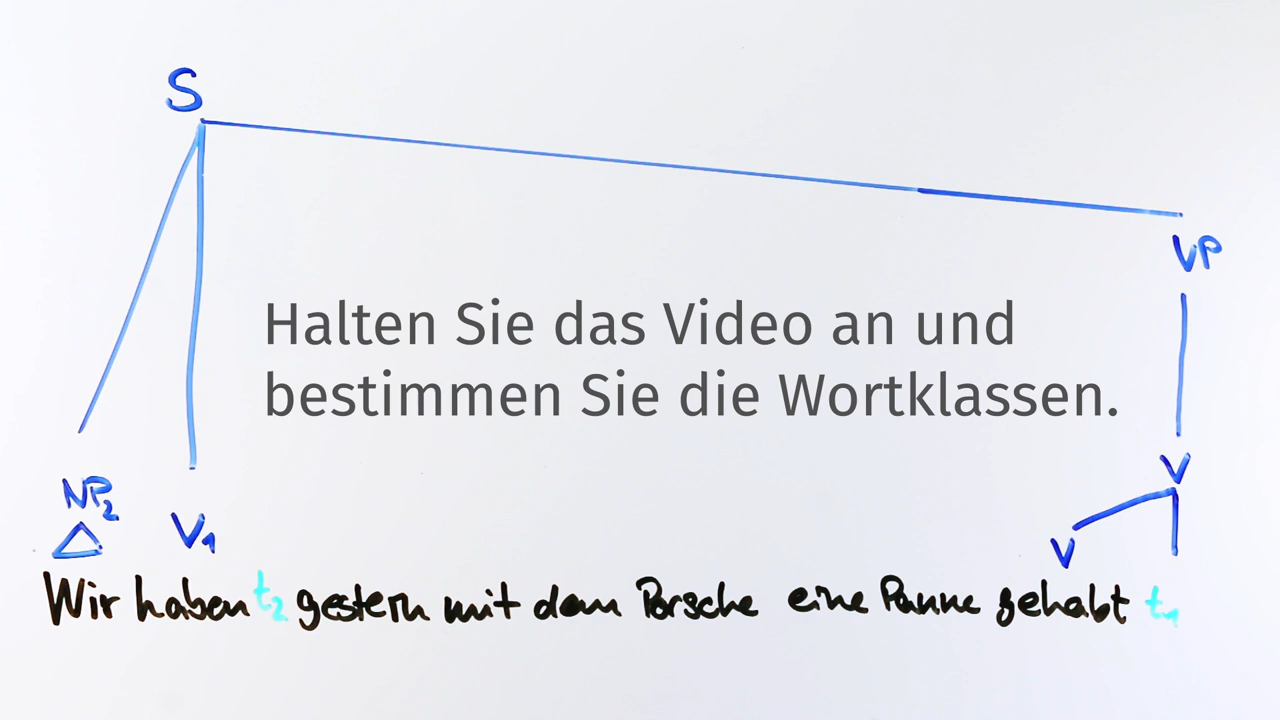 S
VP
Halten Sie das Video an und
bestimmen Sie die Wortklassen.
V
NP2
V1
V
Wir haben t2 gestern mit dem Porsche eine Panne gehabt t1